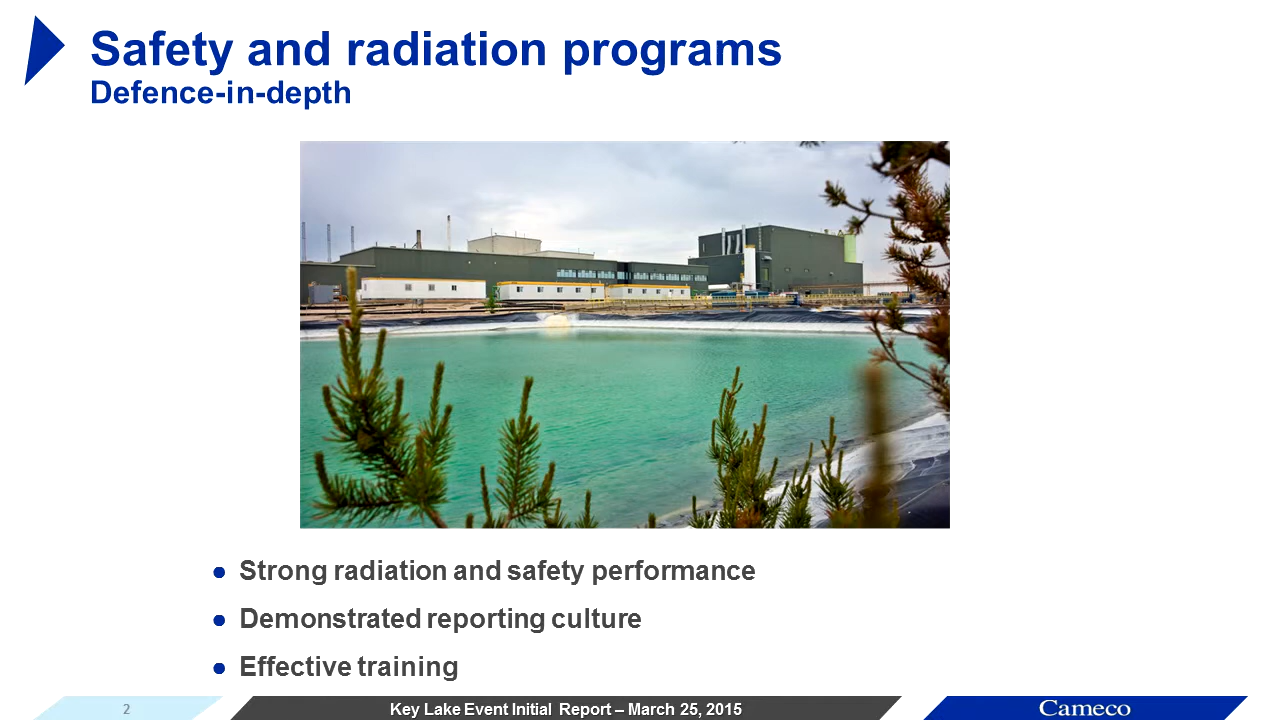 Safety and radiation programs
Defence-in-depth
● Strong radiation and safety performance
● Demonstrated reporting culture
● Effective training
2
Key Lake Event Initial Report – March 25, 2015
Cameco